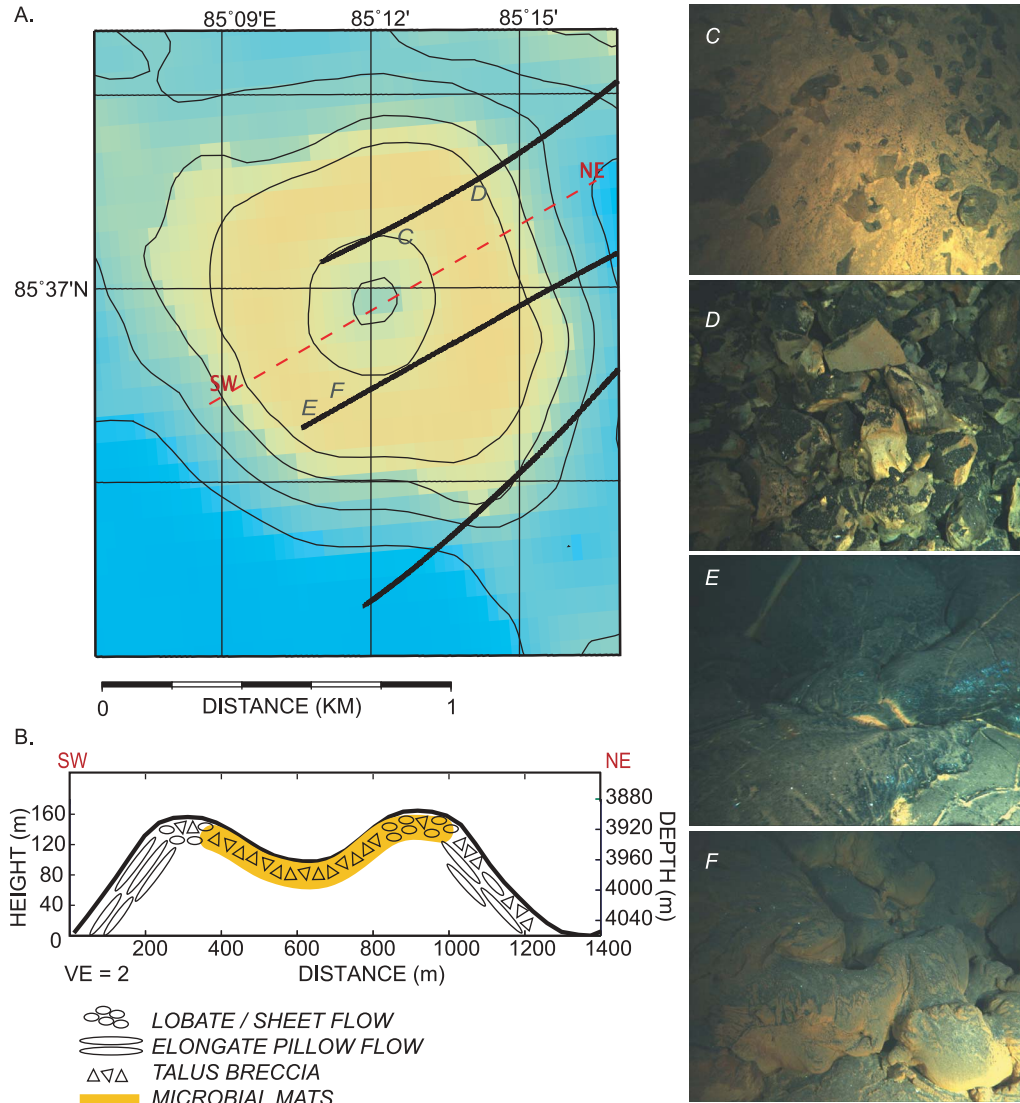 A.
85°09'E 85°12' 85°15'
85°37'N
NE
D
C
SW
F
E
0 1
DISTANCE (KM)
B.
SW NE
160
130
80
40
0
HEIGHT (m)
3880
3920
3960
4000
4040
DEPTH (m)
200 400 600 800 1000 1200 1400
VE = 2 DISTANCE (m)
LOBATE / SHEET FLOW
ELONGATE PILLOW FLOW
TALUS BRECCIA
MICROBIAL MATS
C
D
E
F